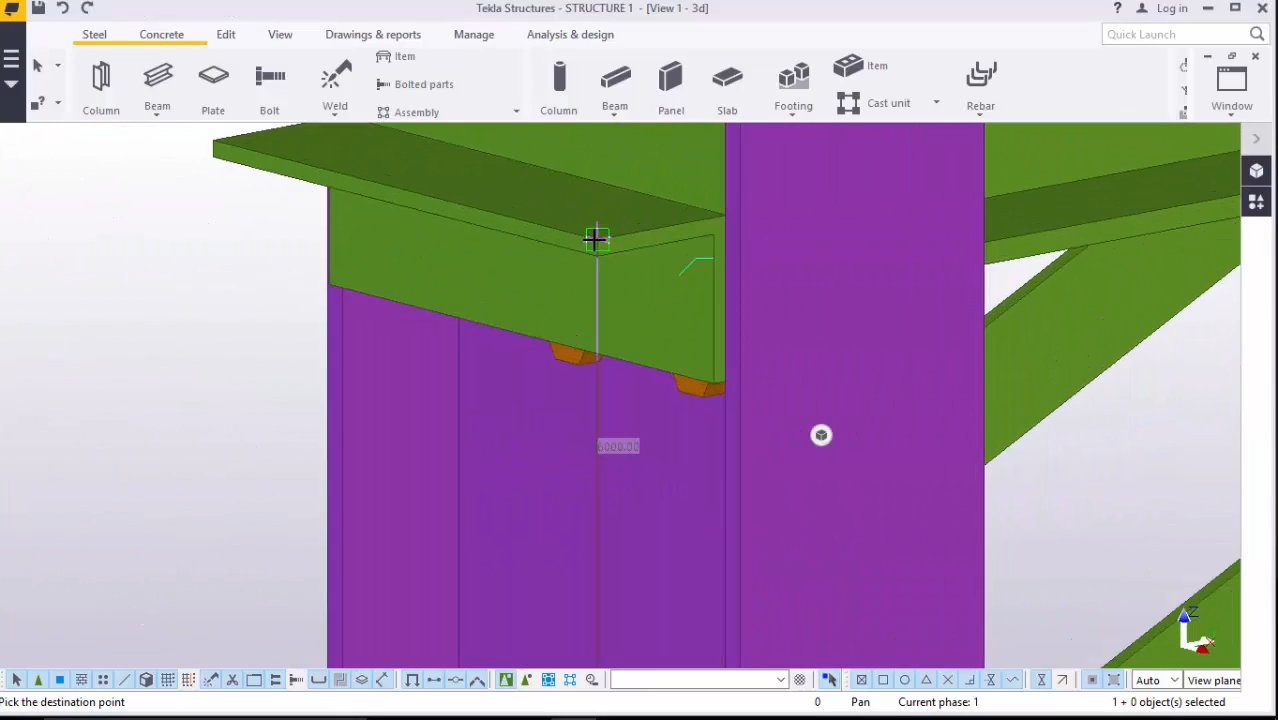 Tekla Structures - STRUCTURE 1 - [View 1 - 3d]
Log in
Steel
Concrete
Edit
View
Drawings & reports
Manage
Analysis & design
Quick Launch
Column
Beam
Plate
Bolt
Weld
Item
Bolted parts
Assembly
Column
Beam
Panel
Slab
Footing
Item
Cast unit
Rebar
Window
Z
Auto
View plane
Pick the destination point
0
Pan
Current phase: 1
1 + 0 object(s) selected